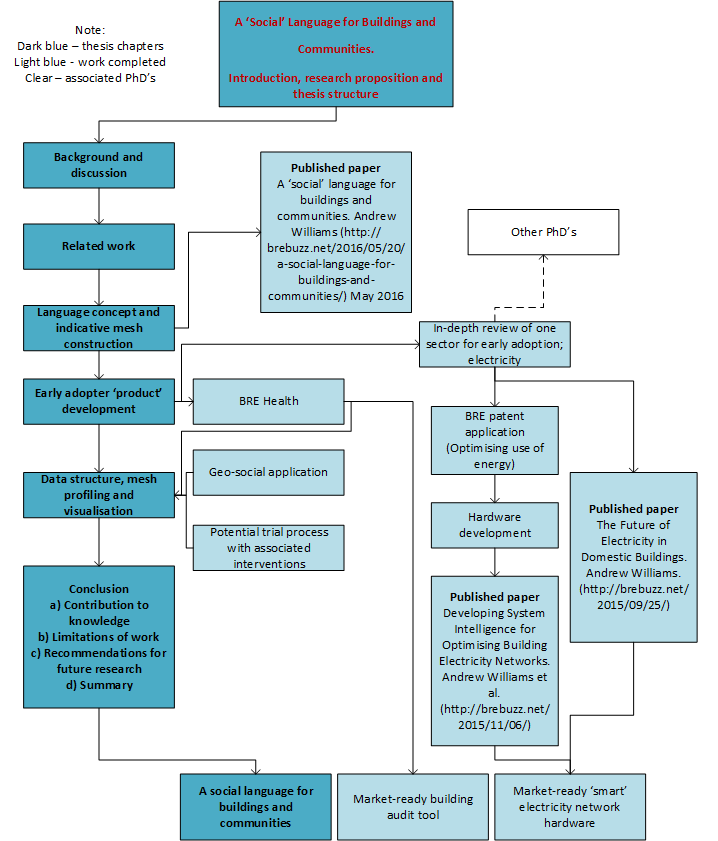 Note:
Dark blue – thesis chapters
Light blue - work completed
Clear – associated PhD’s
A ‘Social’ Language for Buildings and
Communities.
Introduction, research proposition and
thesis structure
Background and
discussion
Related work
Language concept and
indicative mesh
construction
Early adopter ‘product’
development
Data structure, mesh
profiling and
visualisation
Conclusion
a) Contribution to
knowledge
b) Limitations of work
c) Recommendations for
future research
d) Summary
Published paper
A ‘social’ language for
buildings and
communities. Andrew
Williams (http://
brebuzz.net/2016/05/20/
a-social-language-for-
buildings-and-
communities/) May 2016
BRE Health
Geo-social application
Potential trial process
with associated
interventions
Other PhD’s
In-depth review of one
sector for early adoption;
electricity
BRE patent
application
(Optimising use of
energy)
Hardware
development
Published paper
Developing System
Intelligence for
Optimising Building
Electricity Networks.
Andrew Williams et
al.
(http://brebuzz.net/
2015/11/06/)
Published paper
The Future of
Electricity in
Domestic Buildings.
Andrew Williams.
(http://brebuzz.net/
2015/09/25/)
A social language for
buildings and
communities
Market-ready building
audit tool
Market-ready ‘smart’
electricity network
hardware